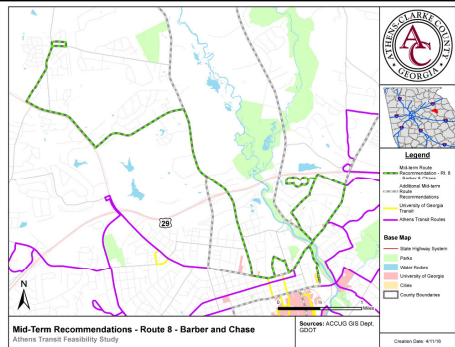 ATHENS-CLARKE COUNTY
AC
GEORGIA
Legend
Mid-term Route
Recommendation - Rt. 8
Barber & Chase
Additional Mid-term
Route
Recommendations
University of Georgia
Transit
Athens Transit Routes
Base Map
State Highway System
Parks
Water Bodies
University of Georgia
Cities
County Boundaries
29
N
Miles
Mid-Term Recommendations - Route 8 - Barber and Chase
Athens Transit Feasibility Study
Sources: ACCUG GIS Dept,
GDOT
Creation Date: 4/11/16